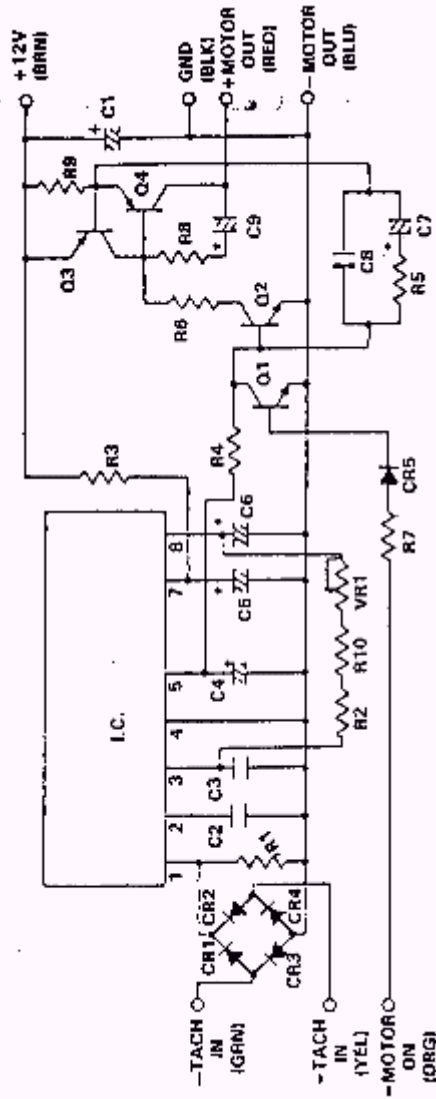 +12V
(BRN)
GND
(BLK)
+MOTOR
OUT
(RED)
−MOTOR
OUT
(BLU)
C1
+
R9
Q4
Q3
R8
C9
+
R6
Q2
Q1
C8
C7
+
R5
R4
R3
I.C.
1
2
3
4
5
7
8
C6
+
C5
+
C4
+
C3
C2
R1
VR1
R10
R2
CR5
R7
CR1
CR2
CR3
CR4
−TACH
IN
(GRN)
−TACH
IN
(YEL)
−MOTOR
ON
(ORG)